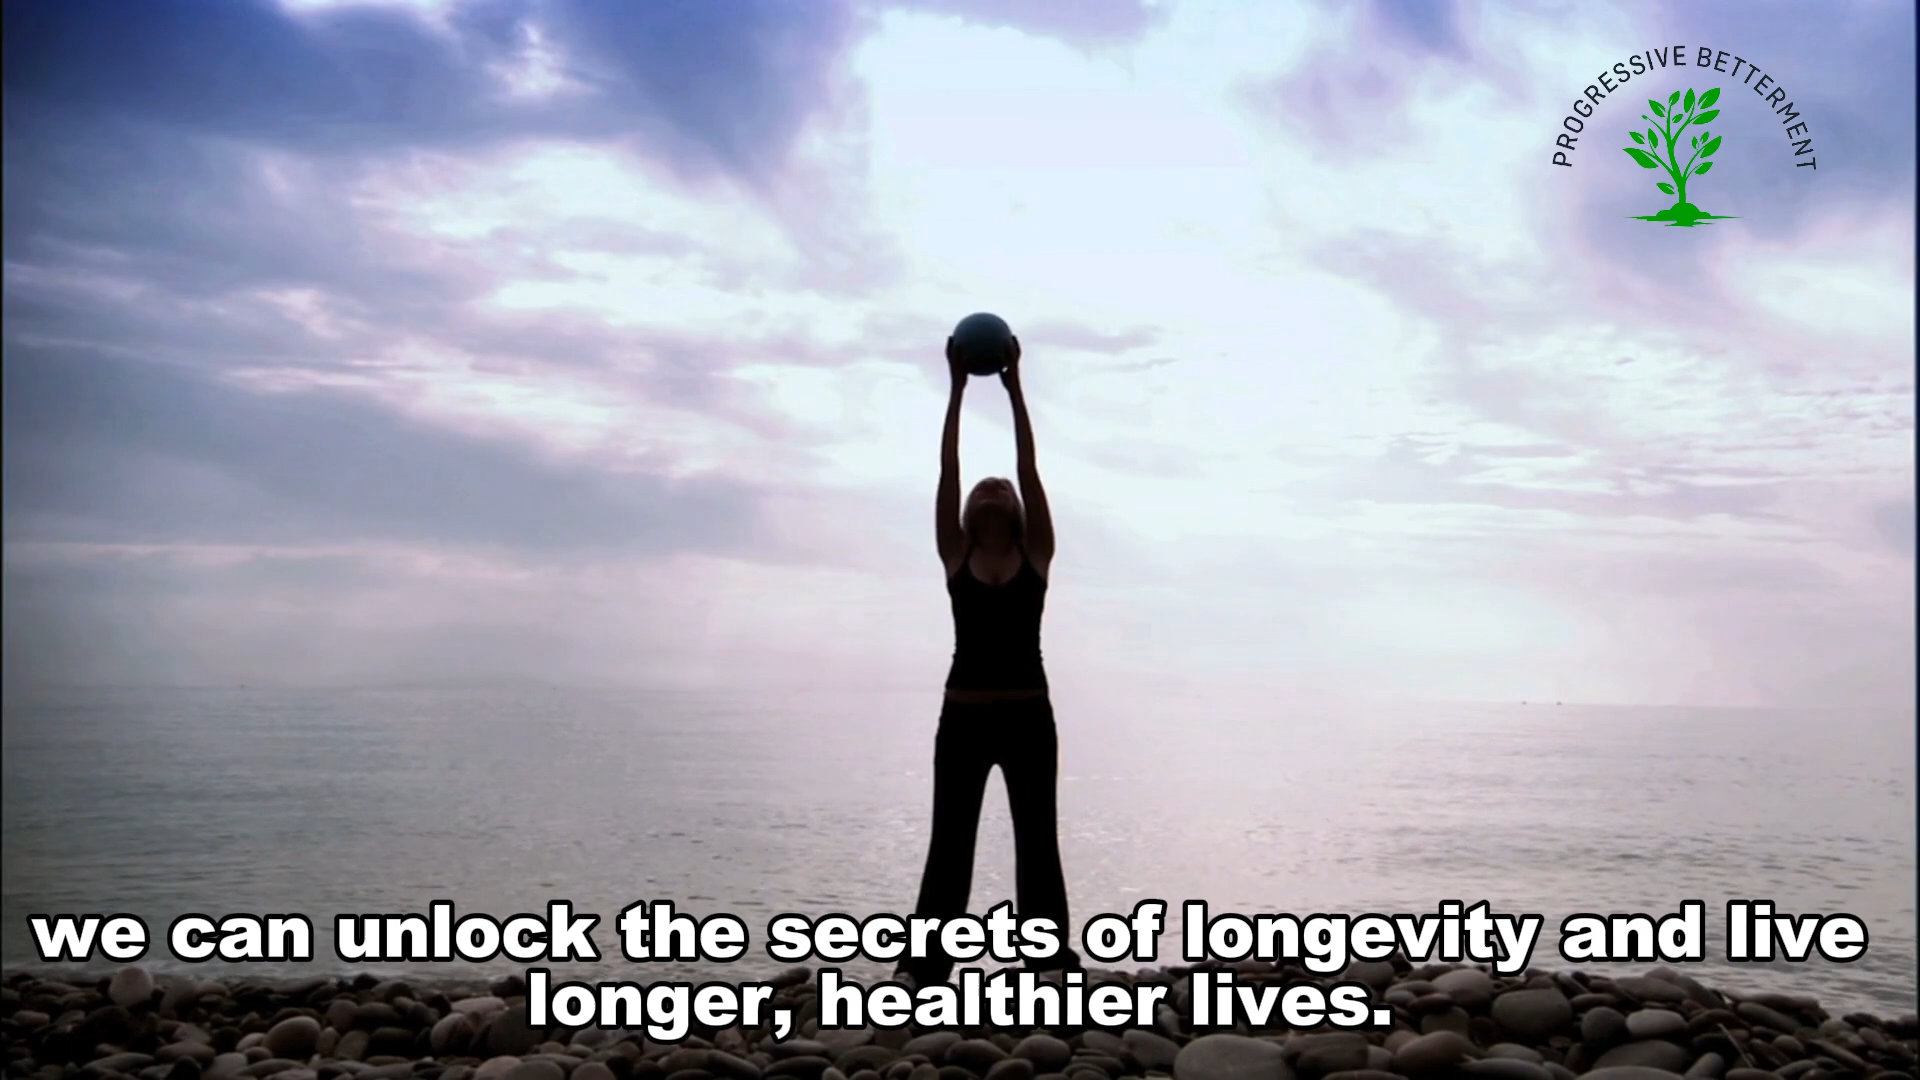 PROGRESSIVE BETTERMENT
we can unlock the secrets of longevity and live
longer, healthier lives.